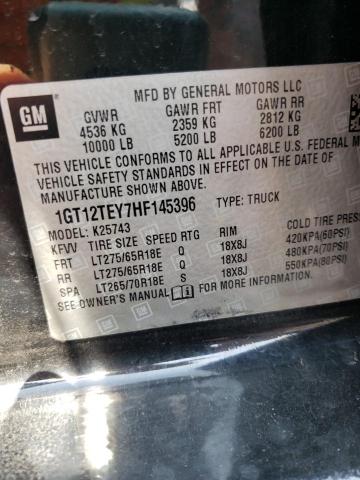 MFD BY GENERAL MOTORS LLC
GM
GVWR GAWR FRT GAWR RR
4536 KG 2359 KG 2812 KG
10000 LB 5200 LB 6200 LB
THIS VEHICLE CONFORMS TO ALL APPLICABLE U.S. FEDERAL M
VEHICLE SAFETY STANDARDS IN EFFECT ON THE DATE OF
MANUFACTURE SHOWN ABOVE.
1GT12TEY7HF145396 TYPE: TRUCK
MODEL: K25743
KFVV TIRE SIZE SPEED RTG RIM COLD TIRE PRES
FRT LT275/65R18E Q 18X8J 420KPA(60PSI)
RR LT275/65R18E Q 18X8J 480KPA(70PSI)
SPA LT265/70R18E S 18X8J 550KPA(80PSI)
SEE OWNER'S MANUAL FOR MORE INFORMATION.